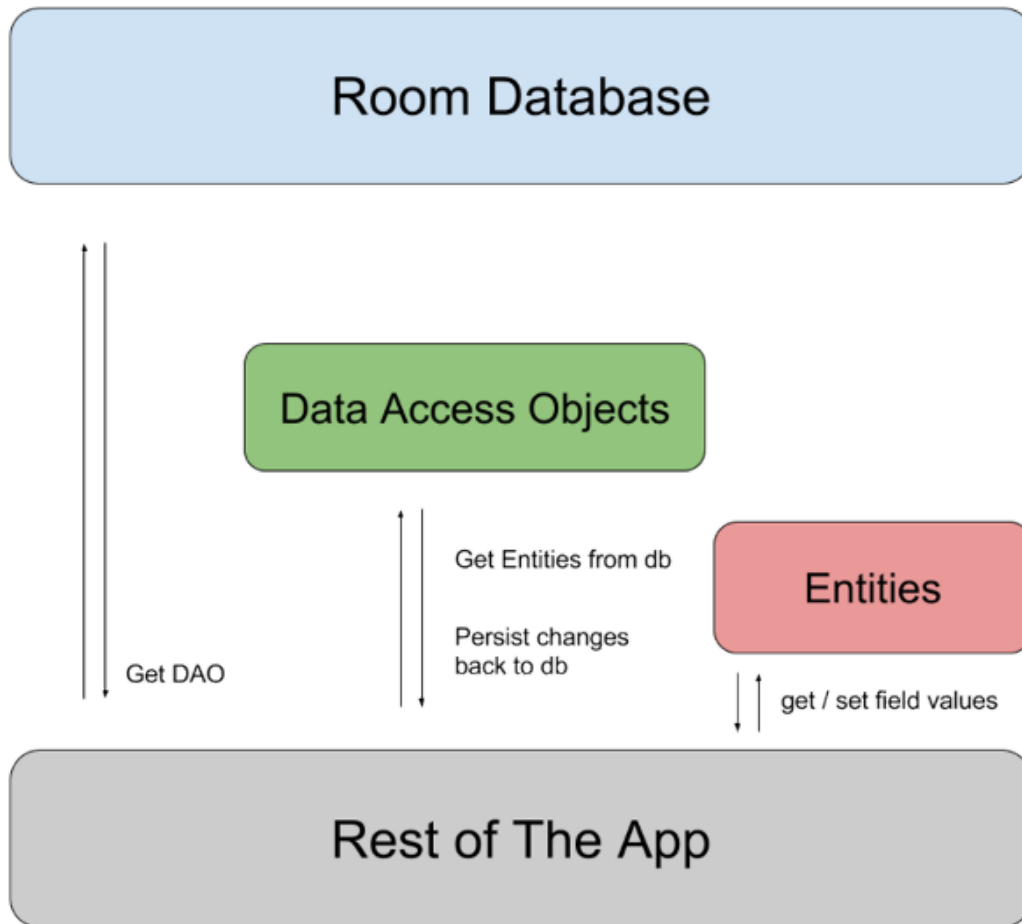 Room Database
Data Access Objects
Get Entities from db
Entities
Persist changes
back to db
Get DAO
get / set field values
Rest of The App